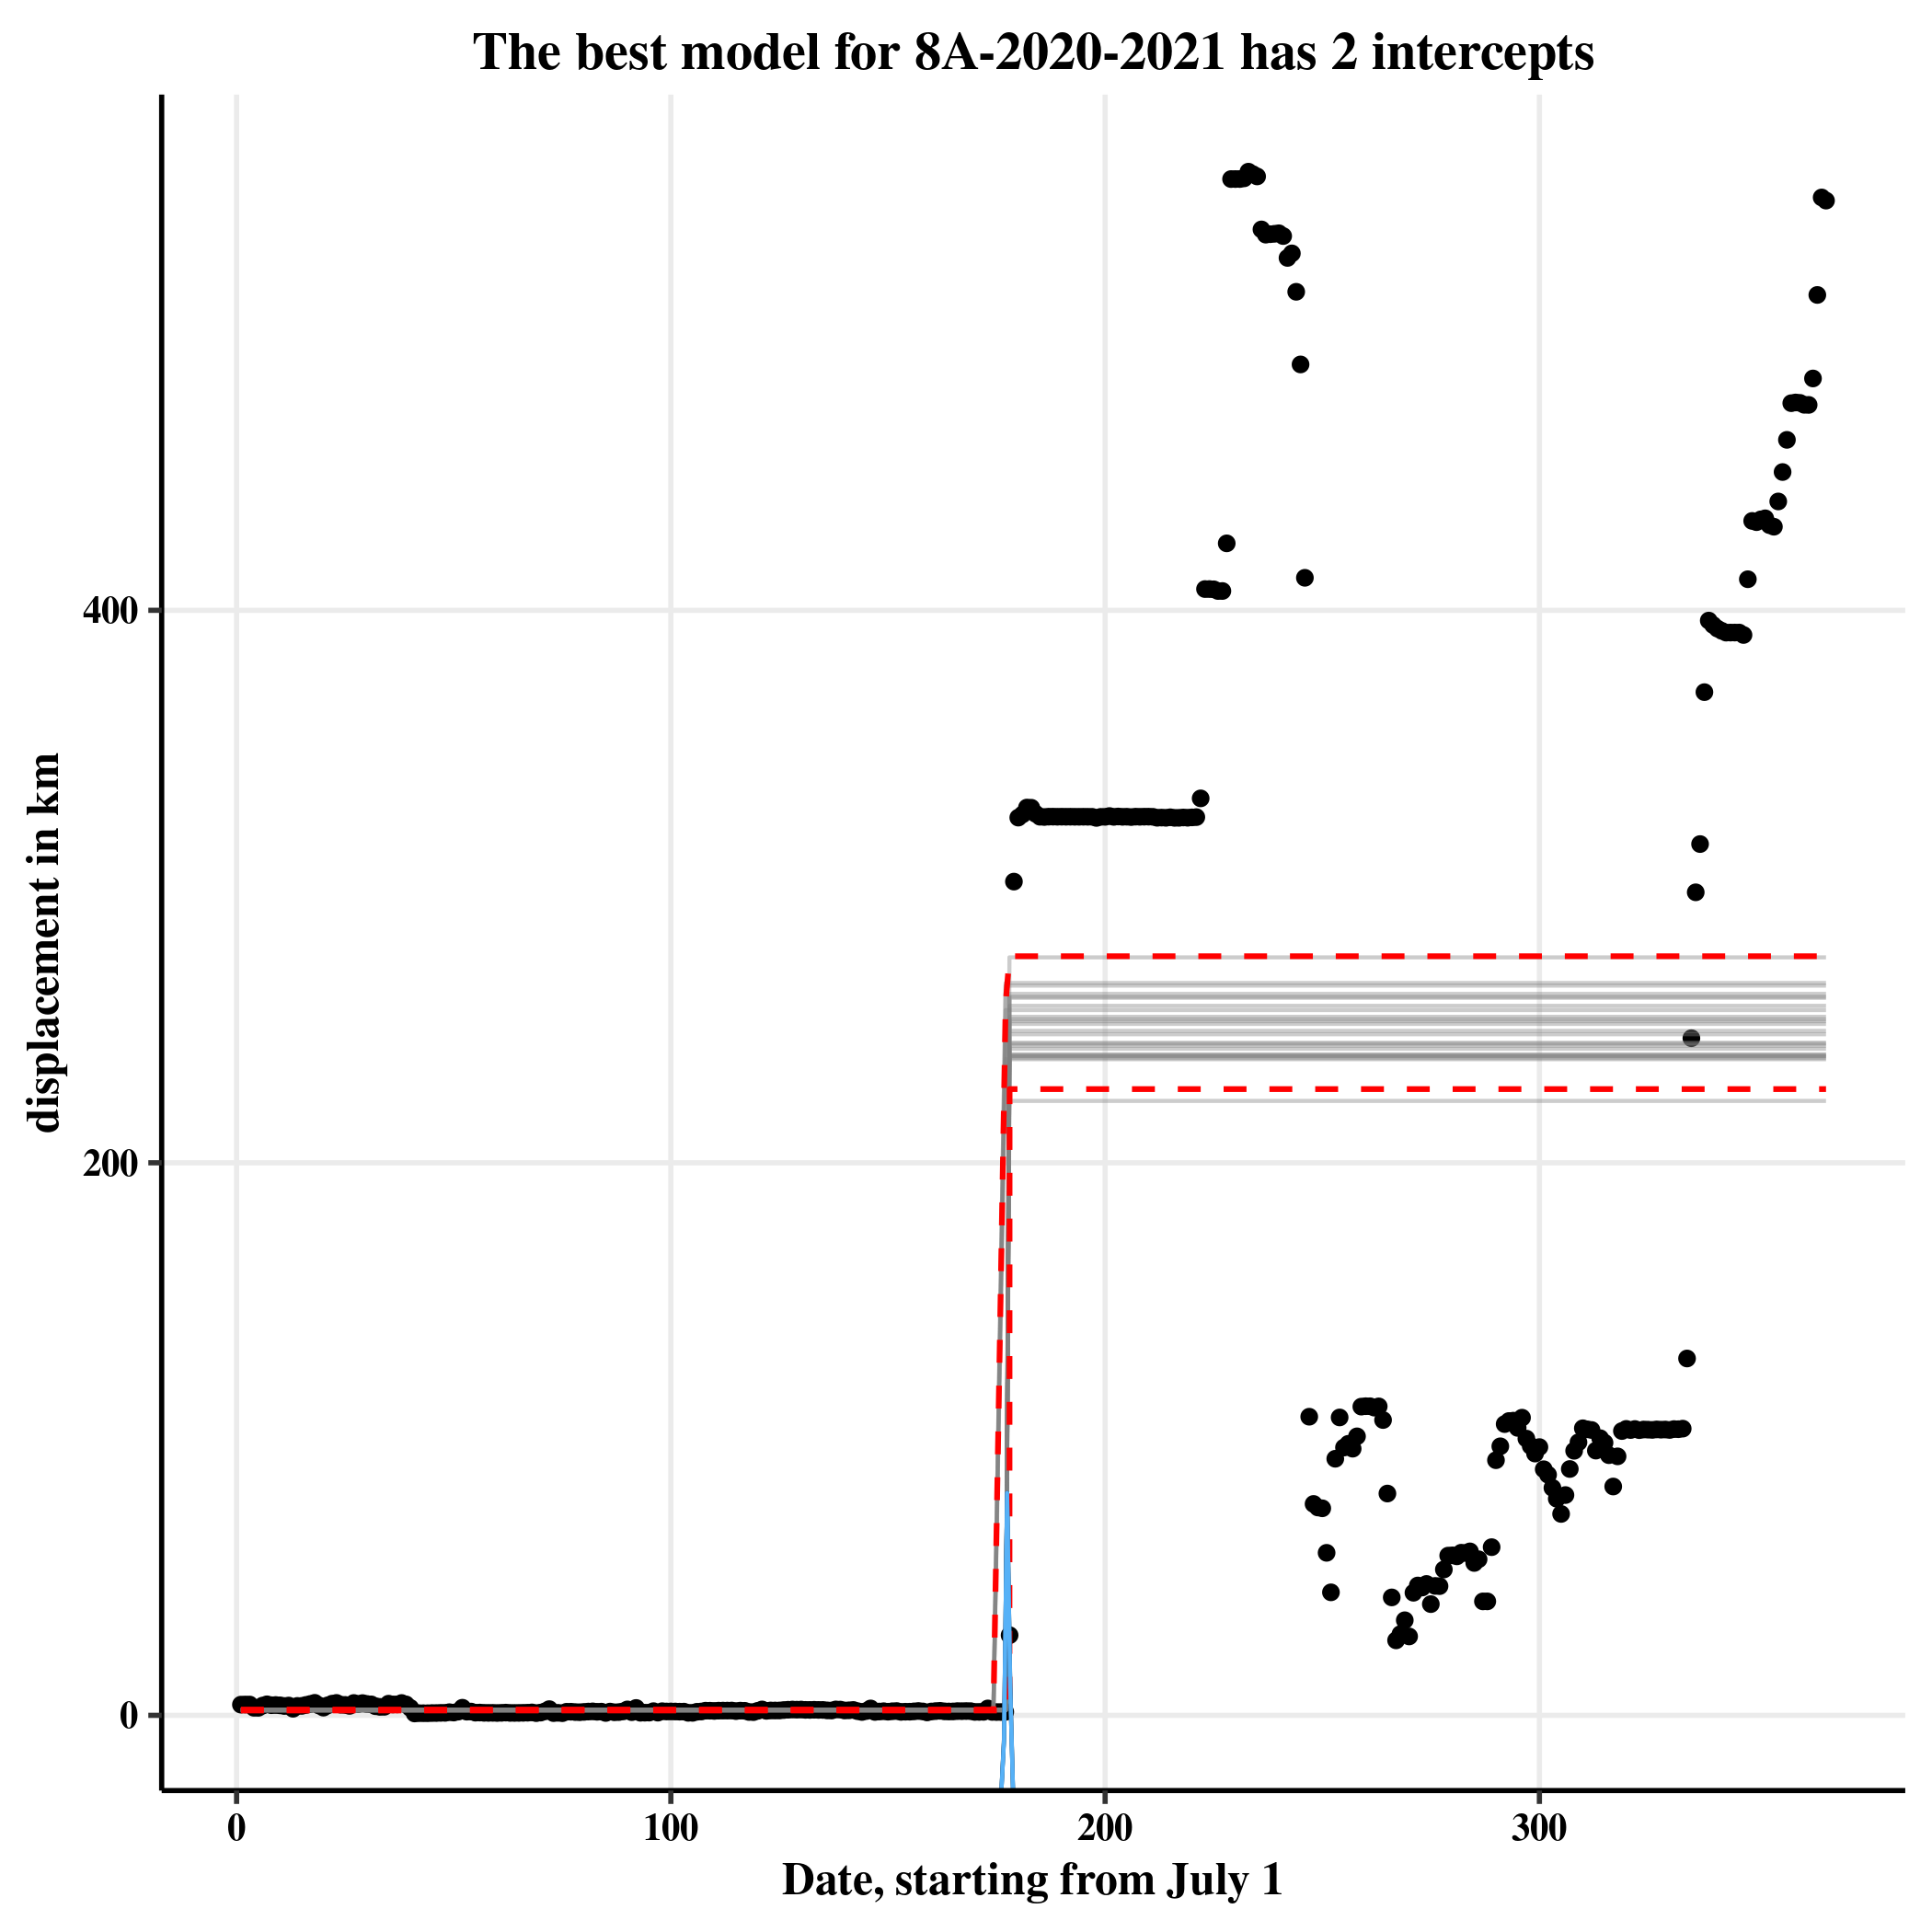 The best model for 8A-2020-2021 has 2 intercepts
displacement in km
400
200
0
0 100 200 300
Date, starting from July 1